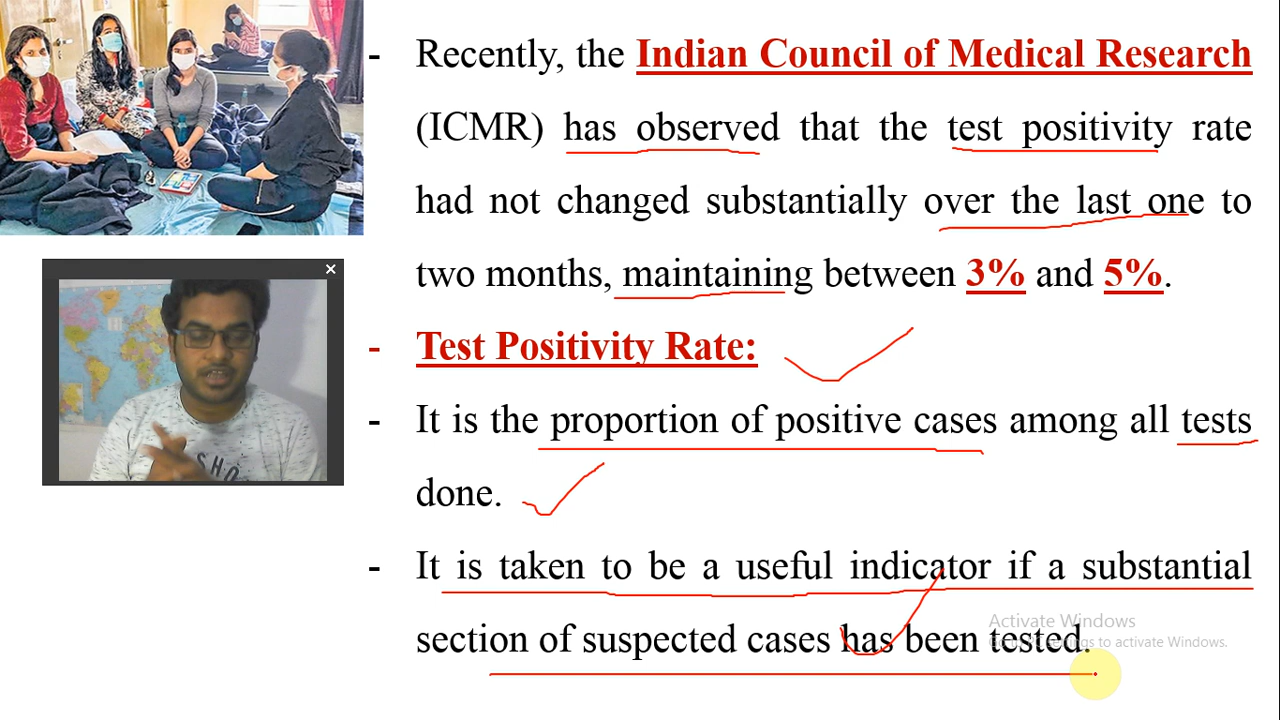 - Recently, the Indian Council of Medical Research
(ICMR) has observed that the test positivity rate
had not changed substantially over the last one to
two months, maintaining between 3% and 5%.
- Test Positivity Rate:
- It is the proportion of positive cases among all tests
done.
- It is taken to be a useful indicator if a substantial
section of suspected cases has been tested.
Activate Windows
to activate Windows.